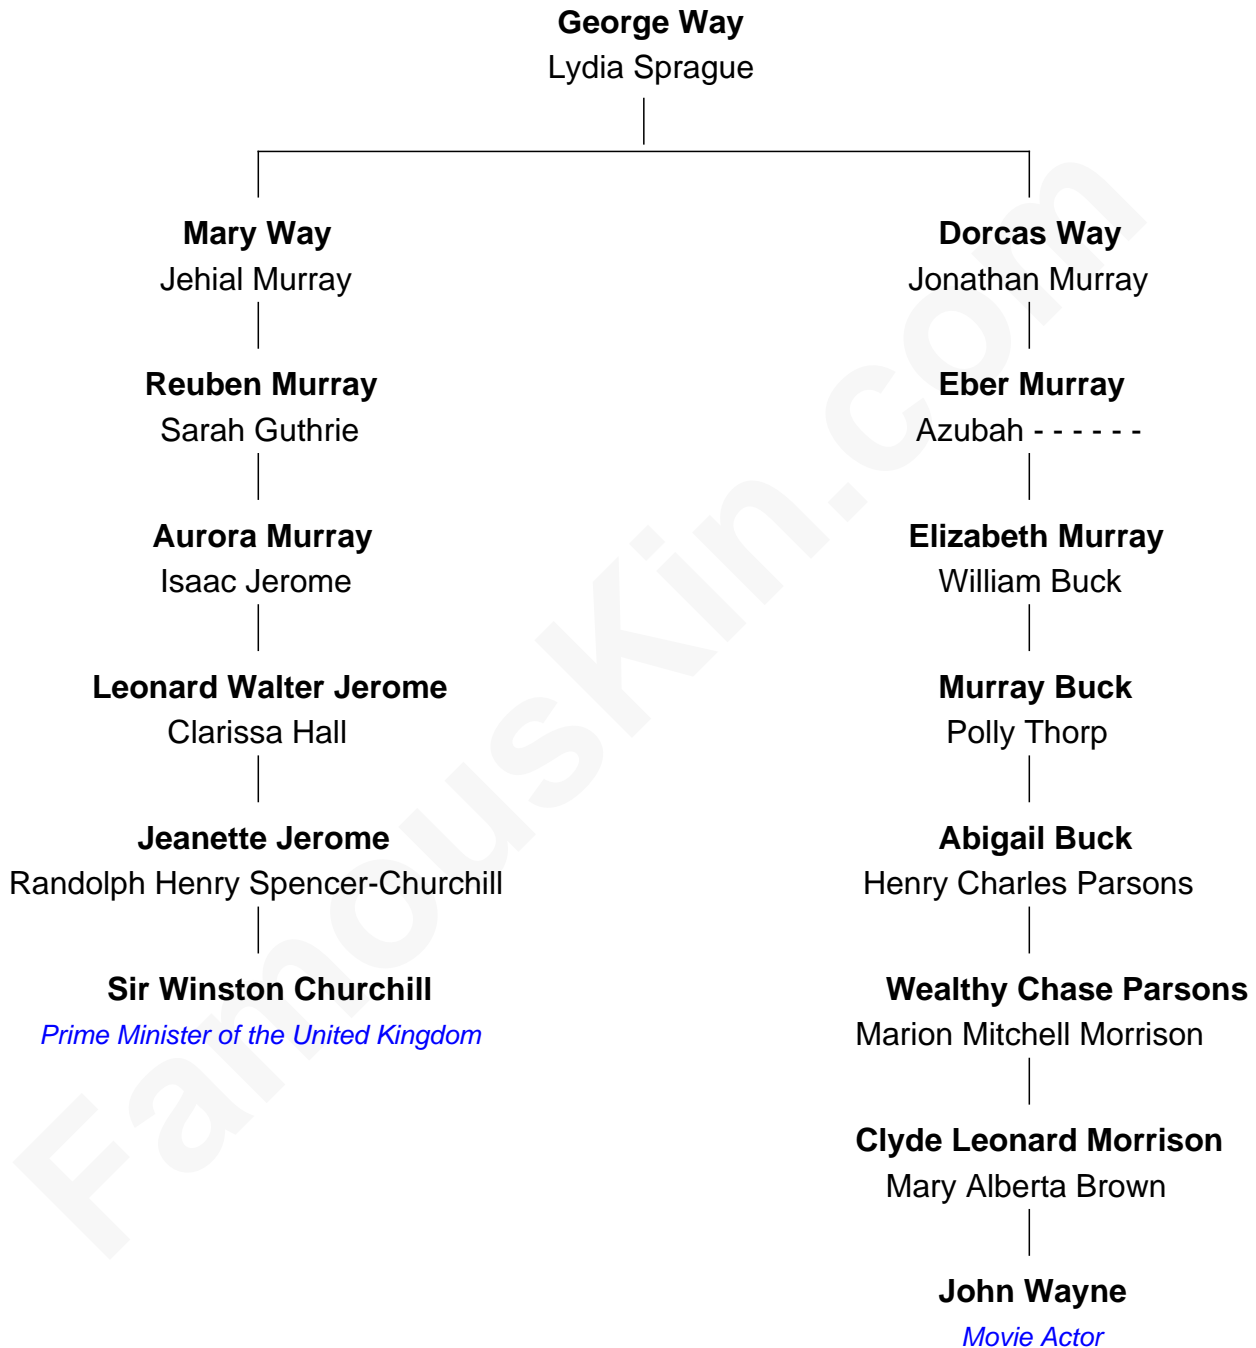 George Way
Lydia Sprague
Mary Way
Jehial Murray
Dorcas Way
Jonathan Murray
Reuben Murray
Sarah Guthrie
Eber Murray
Azubah - - - - - -
Aurora Murray
Isaac Jerome
Elizabeth Murray
William Buck
Leonard Walter Jerome
Clarissa Hall
Murray Buck
Polly Thorp
Jeanette Jerome
Randolph Henry Spencer-Churchill
Abigail Buck
Henry Charles Parsons
Sir Winston Churchill
Prime Minister of the United Kingdom
Wealthy Chase Parsons
Marion Mitchell Morrison
Clyde Leonard Morrison
Mary Alberta Brown
John Wayne
Movie Actor
FamousKin.com